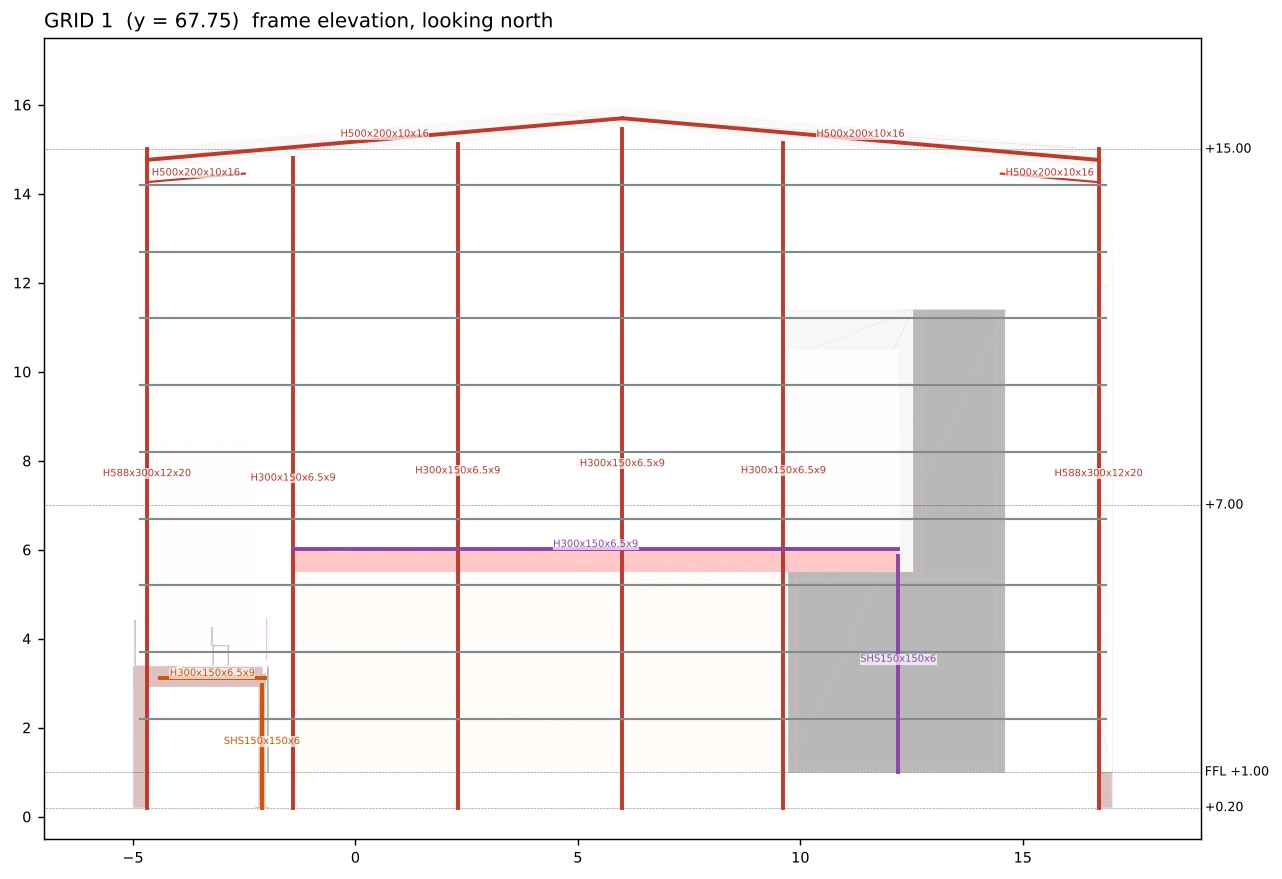 GRID 1  (y = 67.75)  frame elevation, looking north
16
H500x200x10x16
H500x200x10x16
+15.00
H500x200x10x16
H500x200x10x16
14
12
10
8
H588x300x12x20
H300x150x6.5x9
H300x150x6.5x9
H300x150x6.5x9
H300x150x6.5x9
H588x300x12x20
+7.00
6
H300x150x6.5x9
4
H300x150x6.5x9
SHS150x150x6
2
SHS150x150x6
FFL +1.00
0
+0.20
−5
0
5
10
15